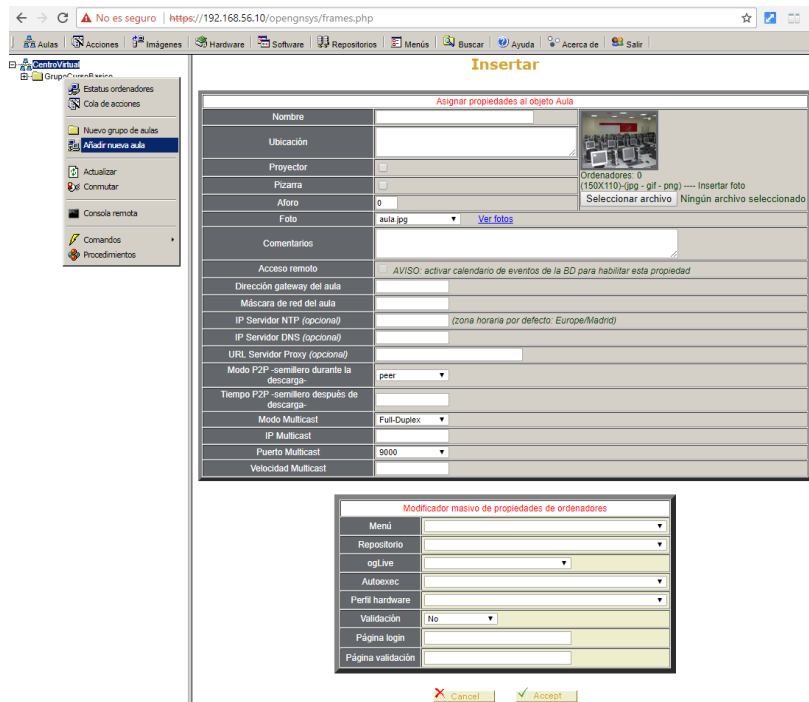 No es seguro | https://192.168.56.10/opengnsys/frames.php
Aulas Acciones Imágenes Hardware Software Repositorios Menús Buscar Ayuda Acerca de Salir
CentroVirtual
GrupoCursoBasico
Estatus ordenadores
Cola de acciones
Nuevo grupo de aulas
Añadir nueva aula
Actualizar
Conmutar
Consola remota
Comandos
Procedimientos
Insertar
Asignar propiedades al objeto Aula
Nombre
Ubicación
Proyector
Pizarra
Aforo 0
Ordenadores: 0
(150X110)-(jpg - gif - png) ---- Insertar foto
Seleccionar archivo Ningún archivo seleccionado
Foto aula.jpg Ver fotos
Comentarios
Acceso remoto AVISO: activar calendario de eventos de la BD para habilitar esta propiedad
Dirección gateway del aula
Máscara de red del aula
IP Servidor NTP (opcional) (zona horaria por defecto: Europe/Madrid)
IP Servidor DNS (opcional)
URL Servidor Proxy (opcional)
Modo P2P -semillero durante la
descarga- peer
Tiempo P2P -semillero después de
descarga-
Modo Multicast Full-Duplex
IP Multicast
Puerto Multicast 9000
Velocidad Multicast
Modificador masivo de propiedades de ordenadores
Menú
Repositorio
ogLive
Autoexec
Perfil hardware
Validación No
Página login
Página validación
Cancel Accept